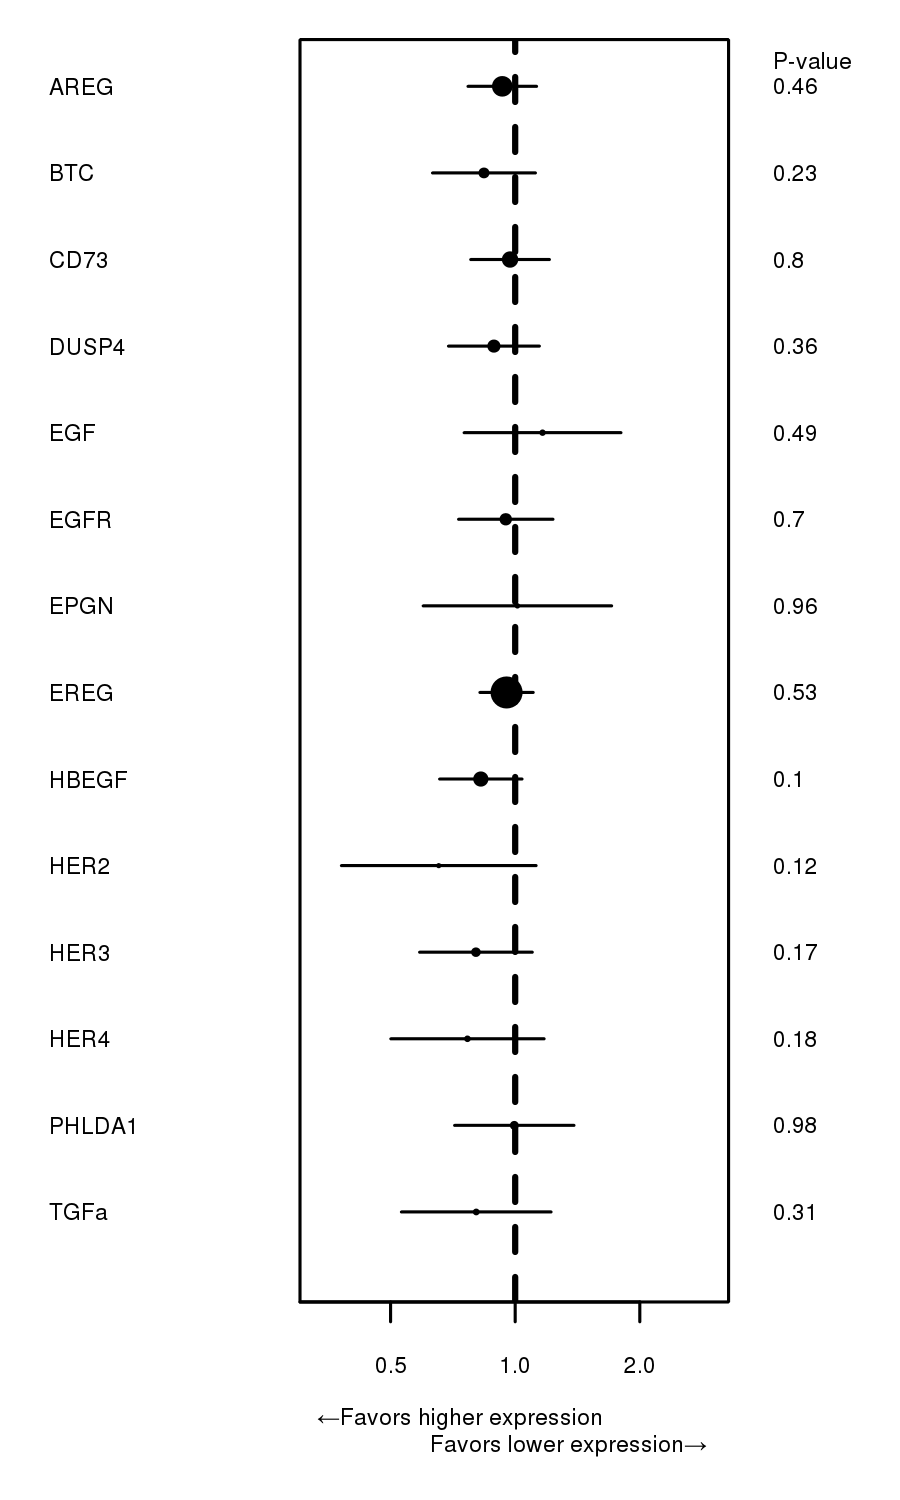 P-value
AREG 0.46
BTC 0.23
CD73 0.8
DUSP4 0.36
EGF 0.49
EGFR 0.7
EPGN 0.96
EREG 0.53
HBEGF 0.1
HER2 0.12
HER3 0.17
HER4 0.18
PHLDA1 0.98
TGFa 0.31
0.5 1.0 2.0
←Favors higher expression
Favors lower expression→